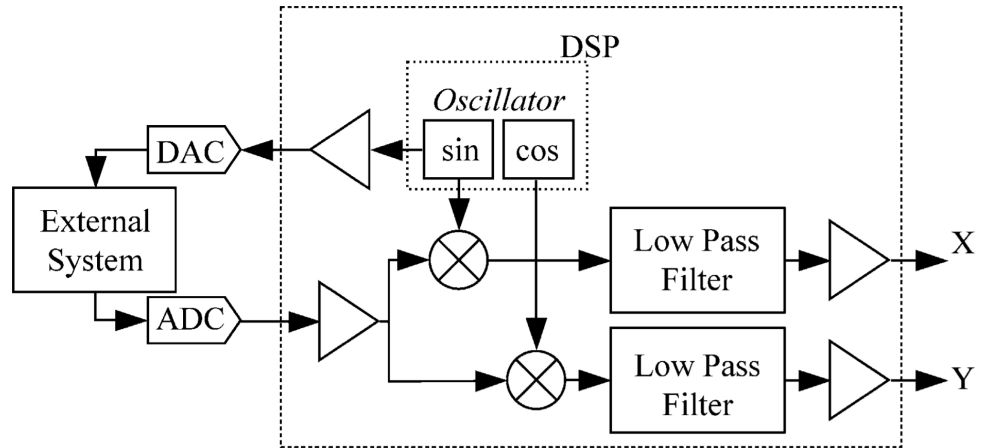 DSP
Oscillator
sin
cos
DAC
External
System
ADC
Low Pass
Filter
X
Low Pass
Filter
Y